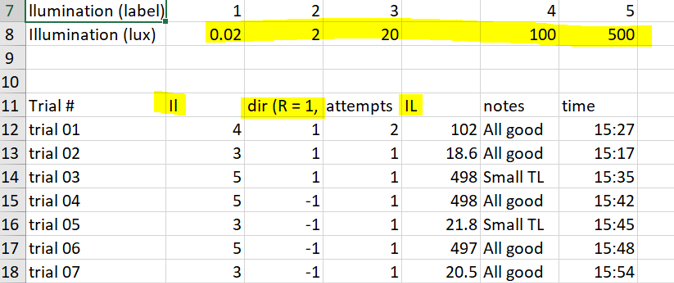 7 llumination (label) 1 2 3 4 5
8 Illumination (lux) 0.02 2 20 100 500
9
10
11 Trial # Il dir (R = 1, attempts IL notes time
12 trial 01 4 1 2 102 All good 15:27
13 trial 02 3 1 1 18.6 All good 15:17
14 trial 03 5 1 1 498 Small TL 15:35
15 trial 04 5 -1 1 498 All good 15:42
16 trial 05 3 -1 1 21.8 Small TL 15:45
17 trial 06 5 -1 1 497 All good 15:48
18 trial 07 3 -1 1 20.5 All good 15:54